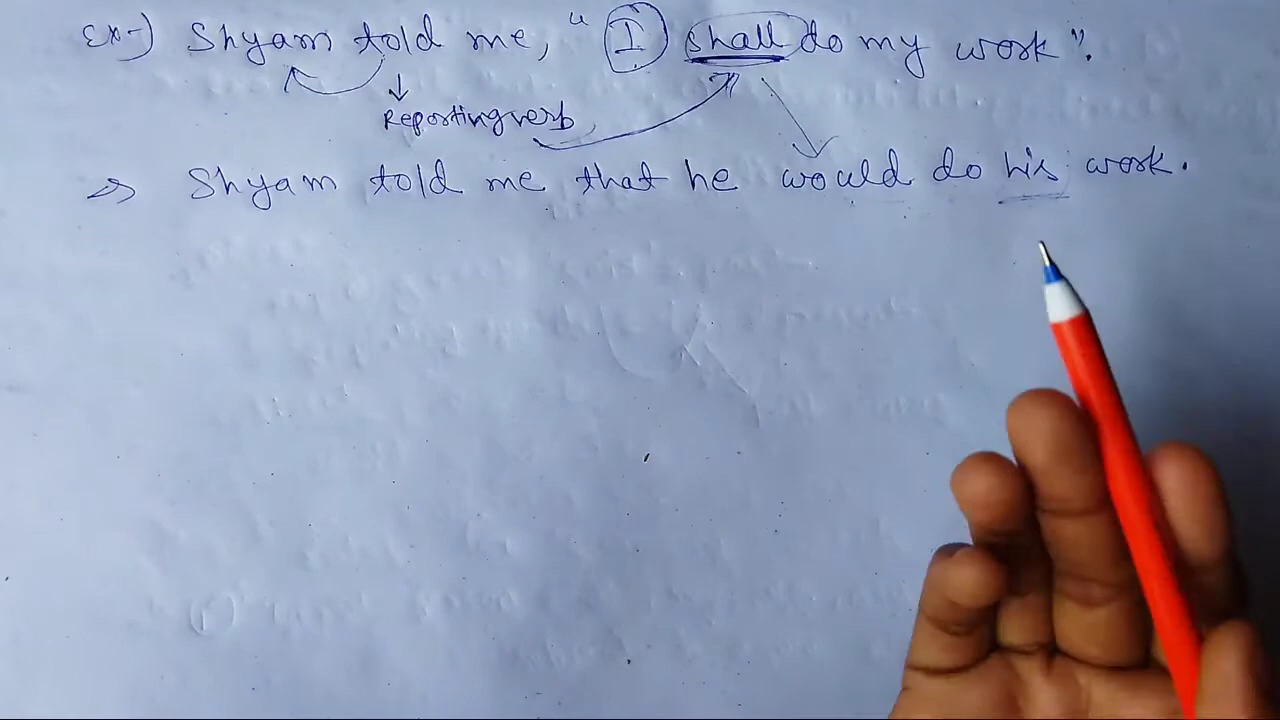 Ex-) Shyam told me, "I shall do my work".
Reporting verb
⇒ Shyam told me that he would do his work.